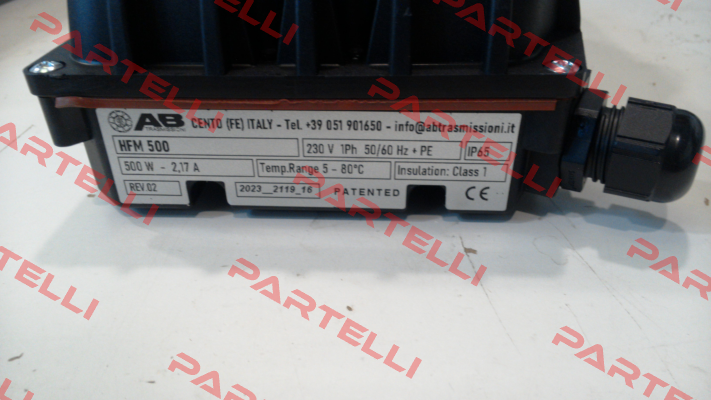 AB CENTO (FE) ITALY - Tel. +39 051 901650 - info@abtrasmissioni.it
TRASMISSIONI
HFM 500 230 V 1Ph 50/60 Hz + PE IP65
500 W - 2,17 A Temp.Range 5 - 80°C Insulation: Class 1
REV.02 2023__2119_16 PATENTED CE
PARTELLI
PARTELLI
PARTELLI
PARTELLI
PARTELLI
PARTELLI
PARTELLI